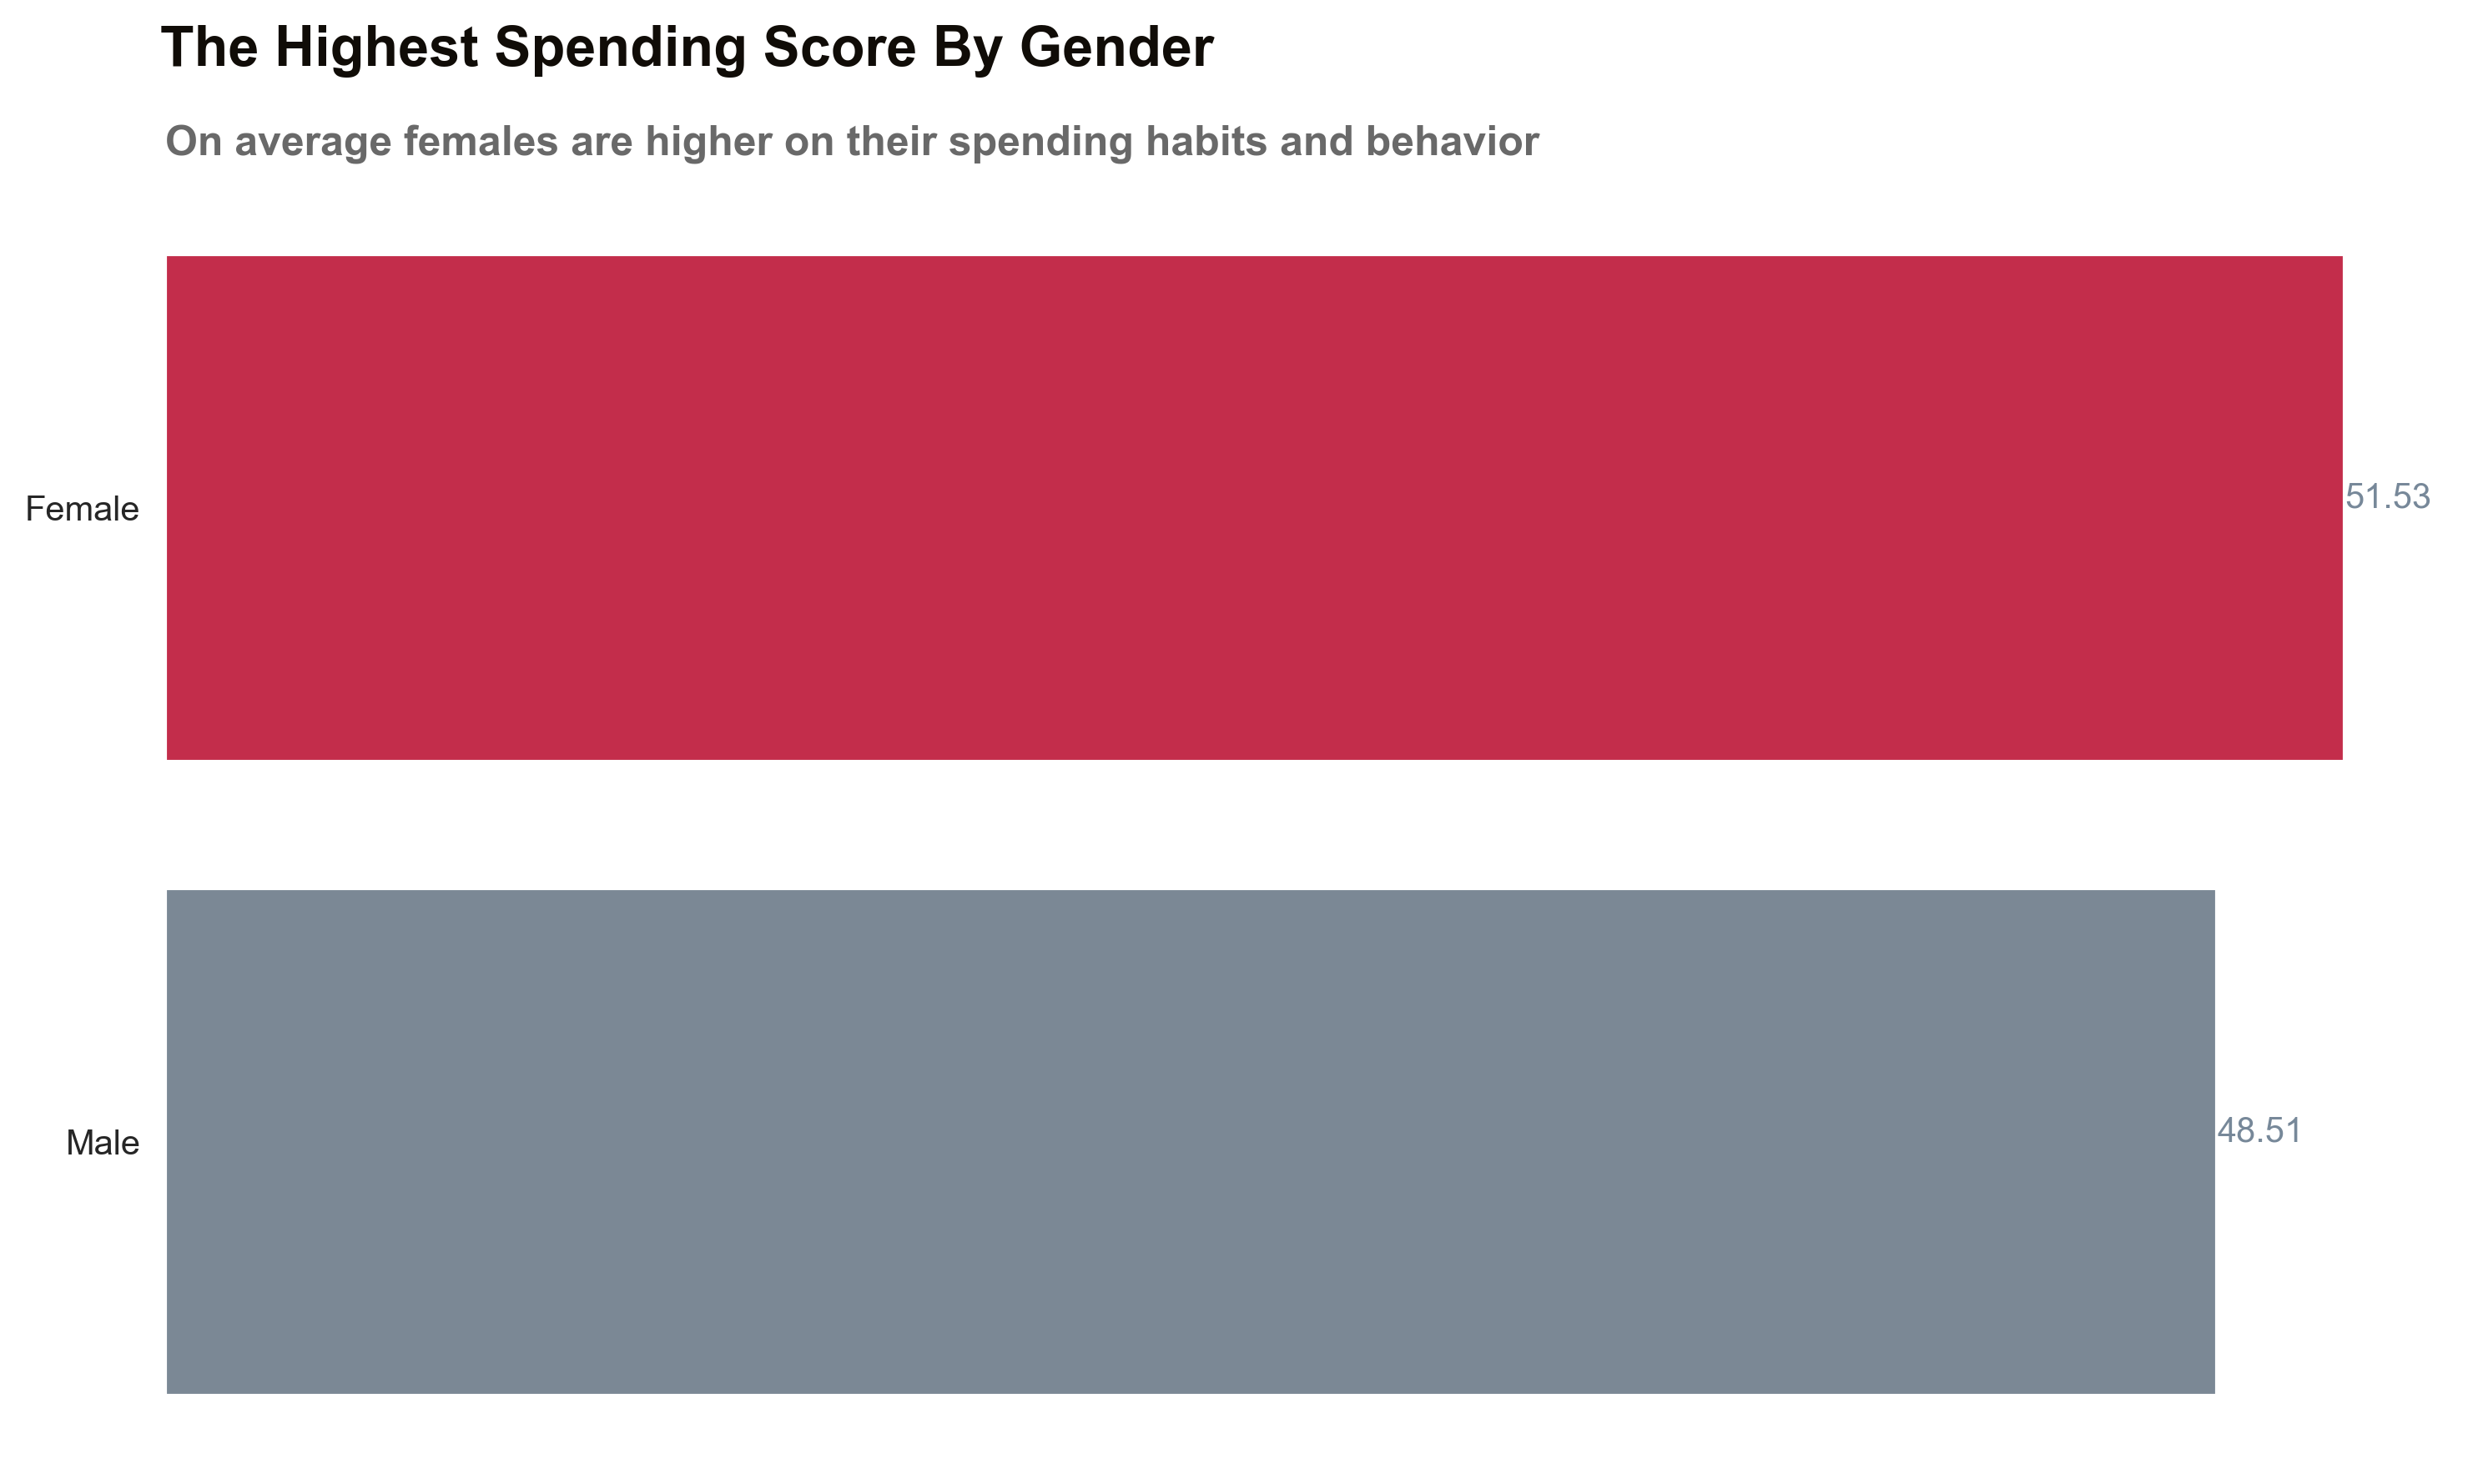 The Highest Spending Score By Gender
On average females are higher on their spending habits and behavior
Female
51.53
Male
48.51